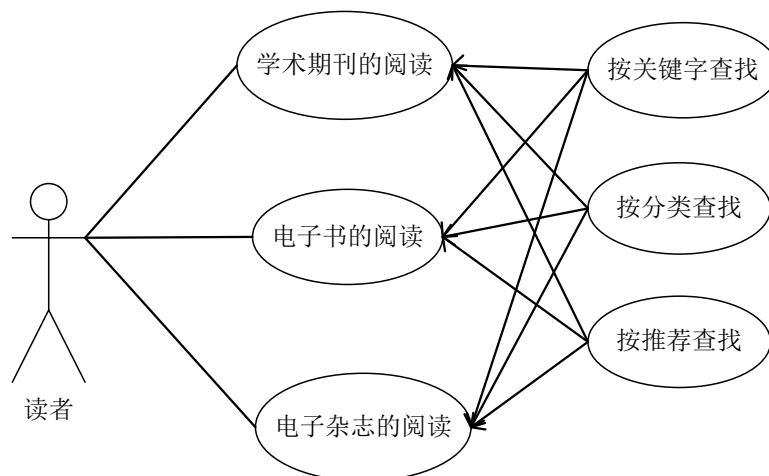 学术期刊的阅读
按关键字查找
按分类查找
电子书的阅读
按推荐查找
电子杂志的阅读
读者